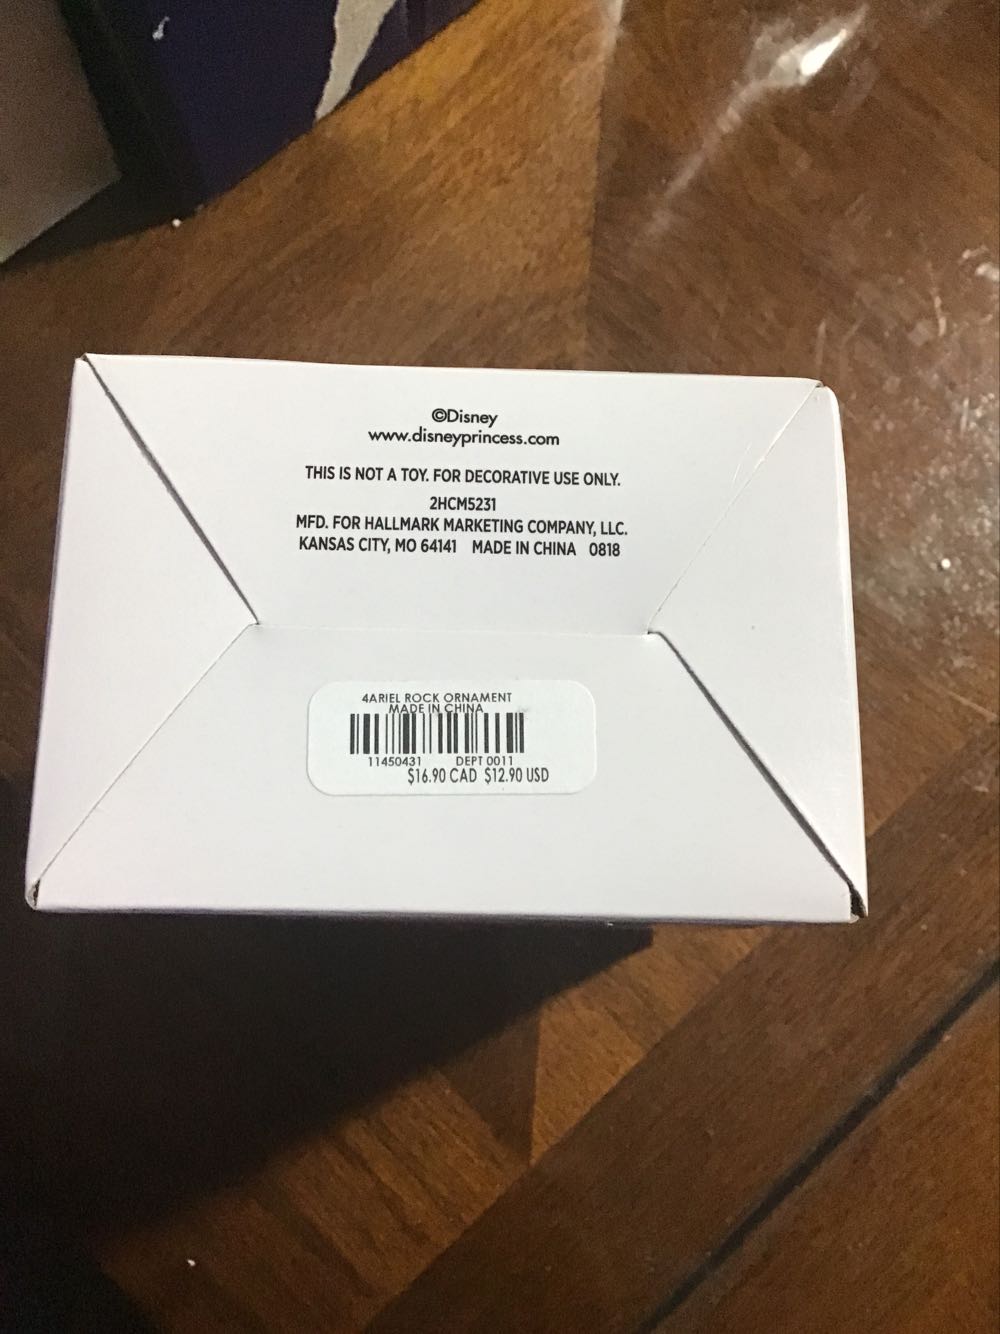 ©Disney
www.disneyprincess.com
THIS IS NOT A TOY. FOR DECORATIVE USE ONLY.
2HCM5231
MFD. FOR HALLMARK MARKETING COMPANY, LLC.
KANSAS CITY, MO 64141 MADE IN CHINA 0818
4ARIEL ROCK ORNAMENT
MADE IN CHINA
11450431 DEPT 0011
$16.90 CAD $12.90 USD